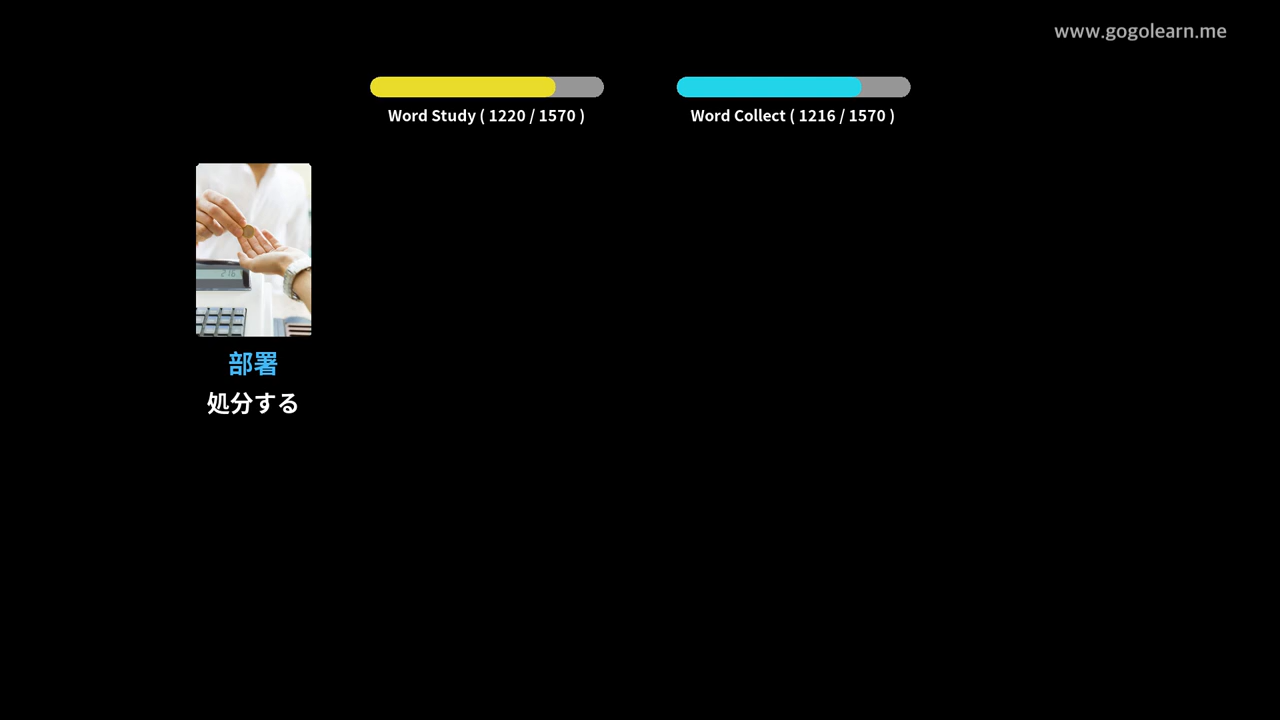 www.gogolearn.me
Word Study ( 1220 / 1570 )
Word Collect ( 1216 / 1570 )
部署
処分する